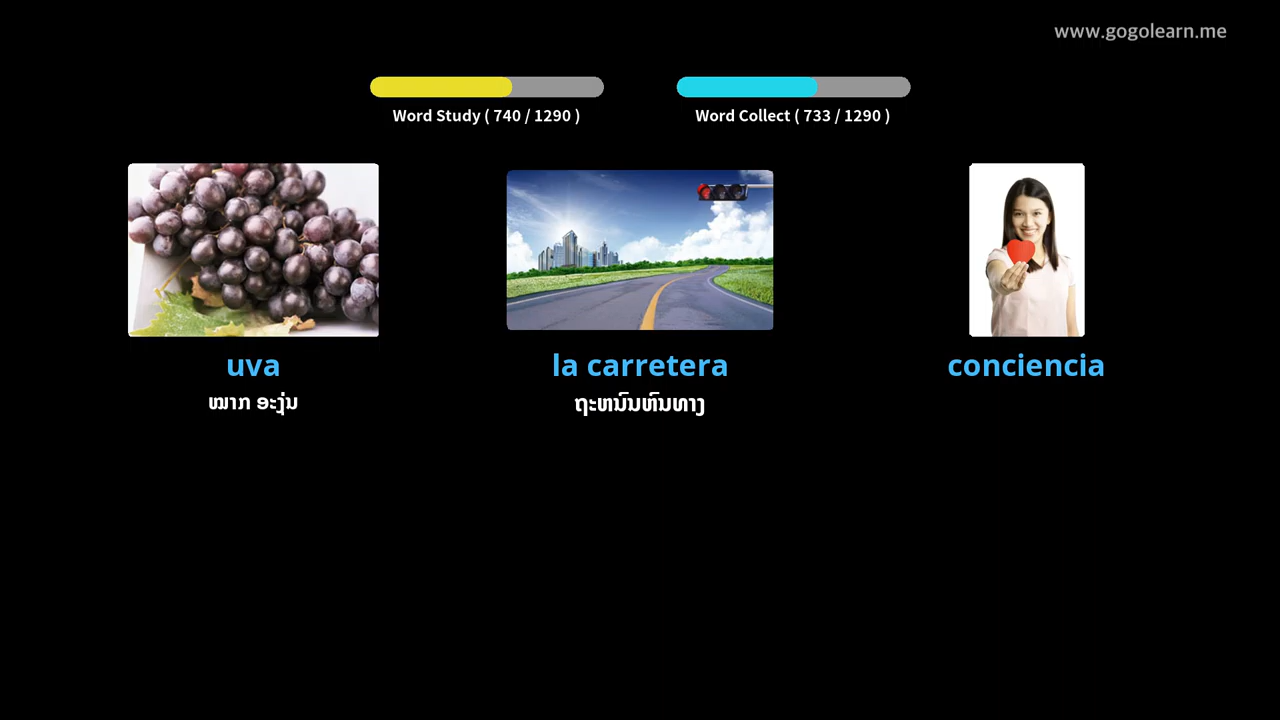 www.gogolearn.me
Word Study ( 740 / 1290 )
Word Collect ( 733 / 1290 )
uva
la carretera
conciencia
ໝາກ ອະງຸ່ນ
ຖະຫນົນຫົນທາງ